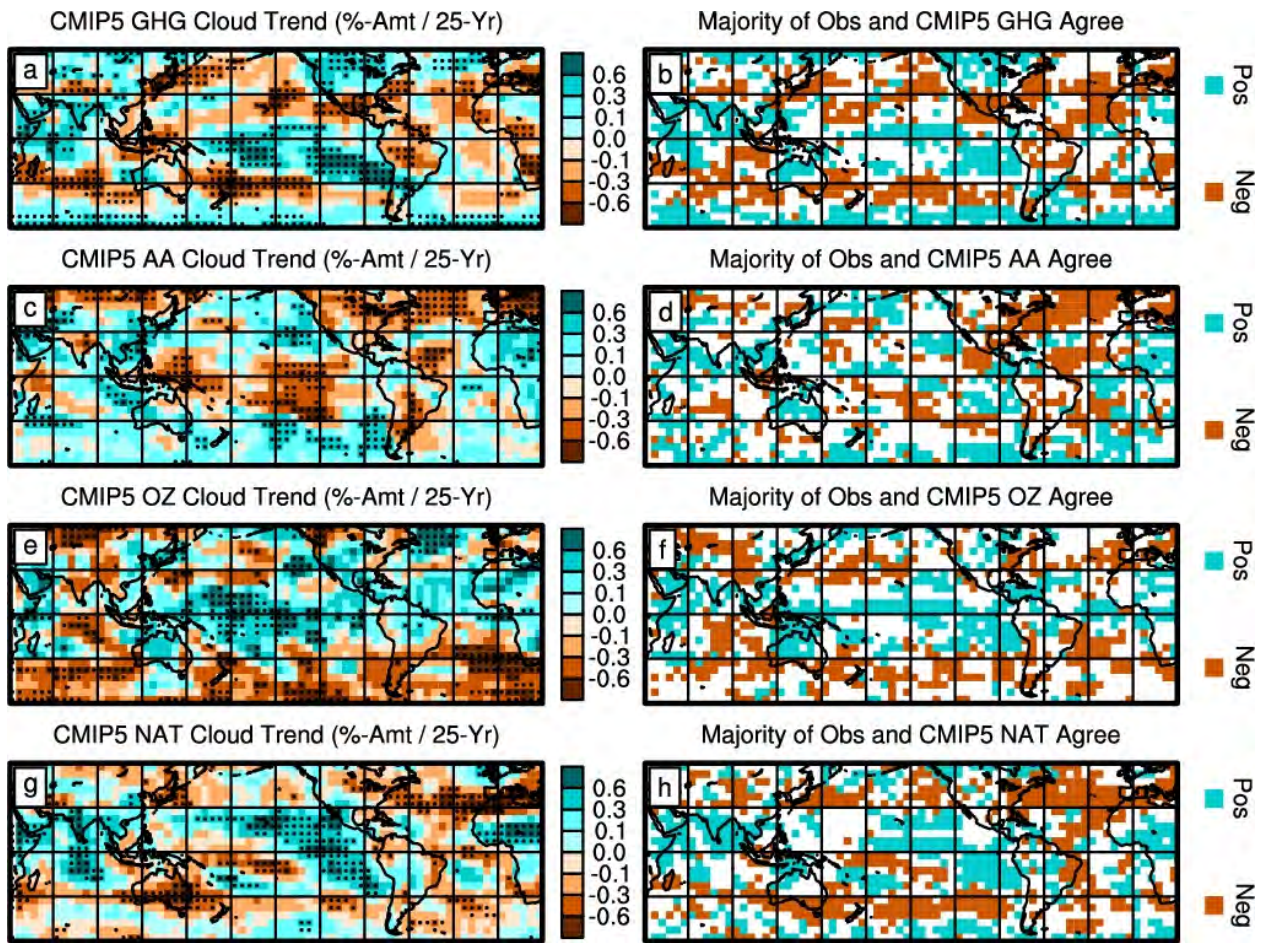 CMIP5 GHG Cloud Trend (%-Amt / 25-Yr)
Majority of Obs and CMIP5 GHG Agree
a
0.6
0.3
0.1
0.0
-0.1
-0.3
-0.6
b
Pos
Neg
CMIP5 AA Cloud Trend (%-Amt / 25-Yr)
Majority of Obs and CMIP5 AA Agree
c
0.6
0.3
0.1
0.0
-0.1
-0.3
-0.6
d
Pos
Neg
CMIP5 OZ Cloud Trend (%-Amt / 25-Yr)
Majority of Obs and CMIP5 OZ Agree
e
0.6
0.3
0.1
0.0
-0.1
-0.3
-0.6
f
Pos
Neg
CMIP5 NAT Cloud Trend (%-Amt / 25-Yr)
Majority of Obs and CMIP5 NAT Agree
g
0.6
0.3
0.1
0.0
-0.1
-0.3
-0.6
h
Pos
Neg